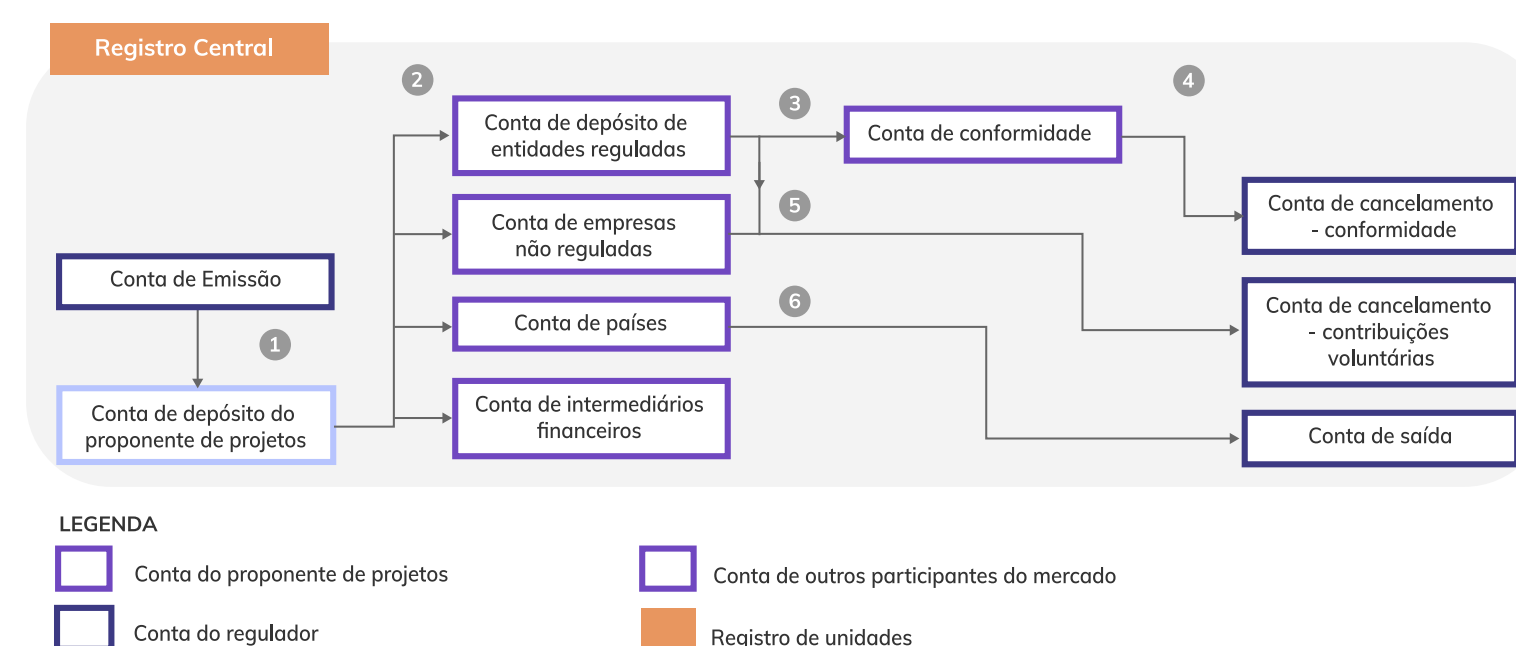 Registro Central
2
3
4
Conta de depósito de
entidades reguladas
Conta de conformidade
5
Conta de cancelamento
- conformidade
Conta de empresas
não reguladas
Conta de Emissão
6
Conta de países
Conta de cancelamento
- contribuições
voluntárias
1
Conta de depósito do
proponente de projetos
Conta de intermediários
financeiros
Conta de saída
LEGENDA
Conta do proponente de projetos
Conta de outros participantes do mercado
Conta do regulador
Registro de unidades